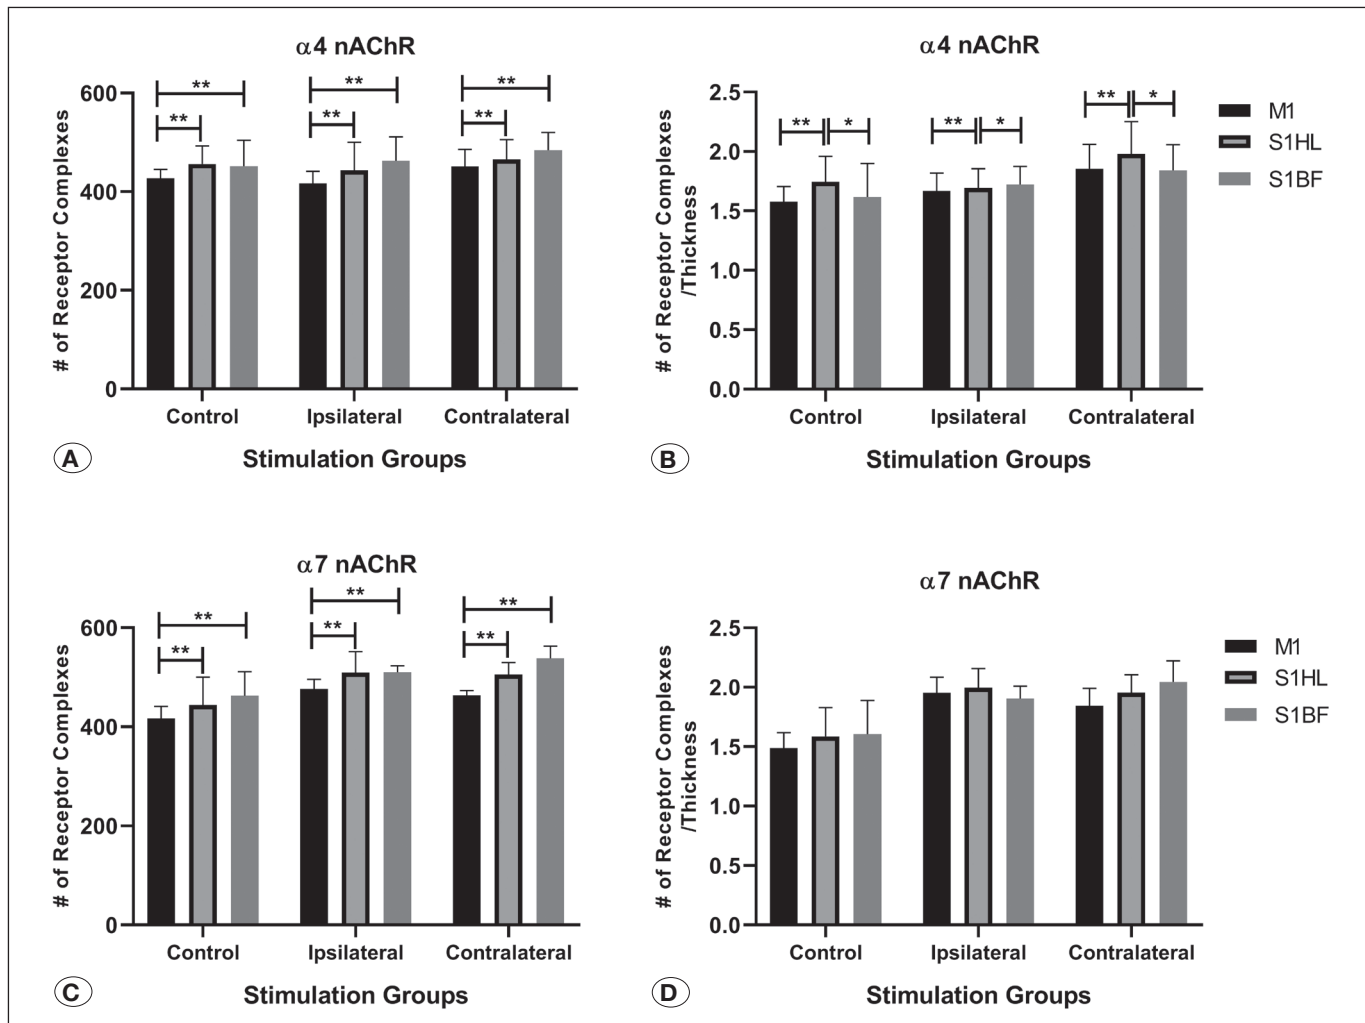 α4 nAChR
# of Receptor Complexes
600
400
200
0
** ** ** ** ** **
Control Ipsilateral Contralateral
Stimulation Groups
A
α4 nAChR
# of Receptor Complexes
/Thickness
2.5
2.0
1.5
1.0
0.5
0.0
** * ** * ** *
Control Ipsilateral Contralateral
Stimulation Groups
B
M1
S1HL
S1BF
α7 nAChR
# of Receptor Complexes
600
400
200
0
** ** ** ** ** **
Control Ipsilateral Contralateral
Stimulation Groups
C
α7 nAChR
# of Receptor Complexes
/Thickness
2.5
2.0
1.5
1.0
0.5
0.0
Control Ipsilateral Contralateral
Stimulation Groups
D
M1
S1HL
S1BF